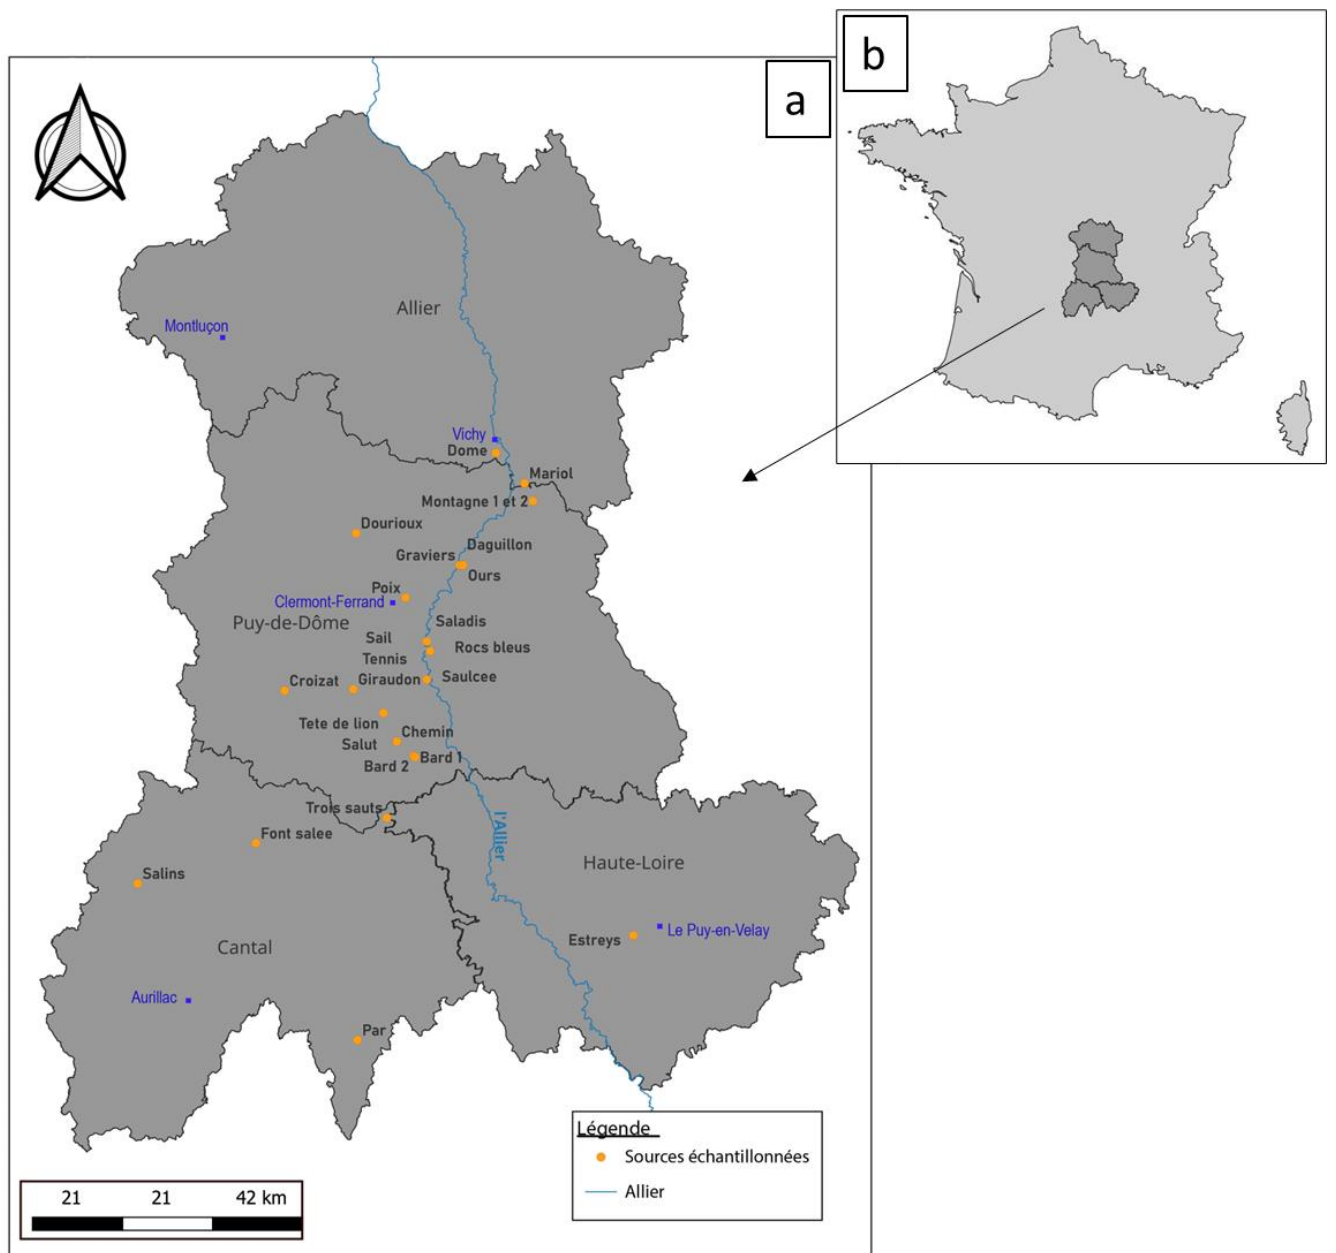 b
a
Allier
Montluçon
Vichy
Dome
Mariol
Montagne 1 et 2
Dourioux
Daguillon
Graviers
Ours
Poix
Clermont-Ferrand
Puy-de-Dôme
Saladis
Sail
Rocs bleus
Tennis
Croizat
Giraudon
Saulcee
Tete de lion
Chemin
Salut
Bard 1
Bard 2
Trois sauts
l'Allier
Font salee
Haute-Loire
Salins
Le Puy-en-Velay
Estreys
Cantal
Aurillac
Par
Légende
Sources échantillonnées
Allier
21 21 42 km